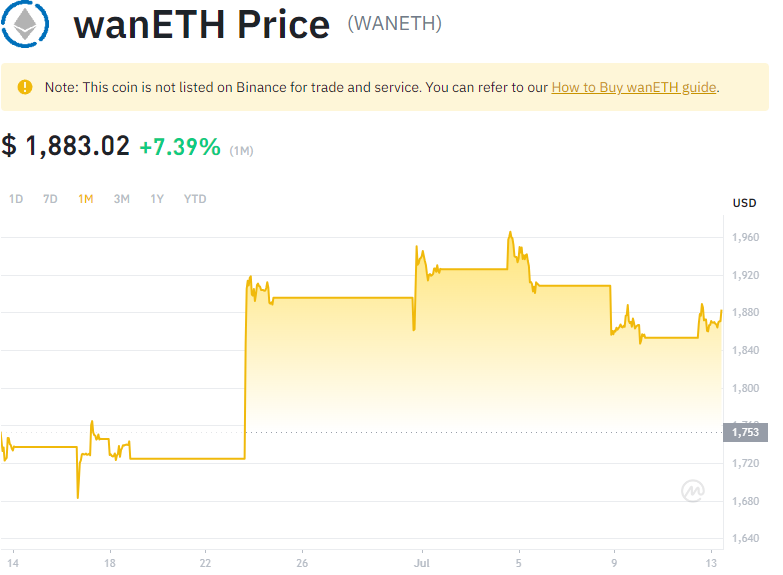 wanETH Price (WANETH)
Note: This coin is not listed on Binance for trade and service. You can refer to our How to Buy wanETH guide.
$ 1,883.02 +7.39% (1M)
1D 7D 1M 3M 1Y YTD
USD
1,960
1,920
1,880
1,840
1,800
1,753
1,720
1,680
1,640
14 18 22 26 Jul 5 9 13